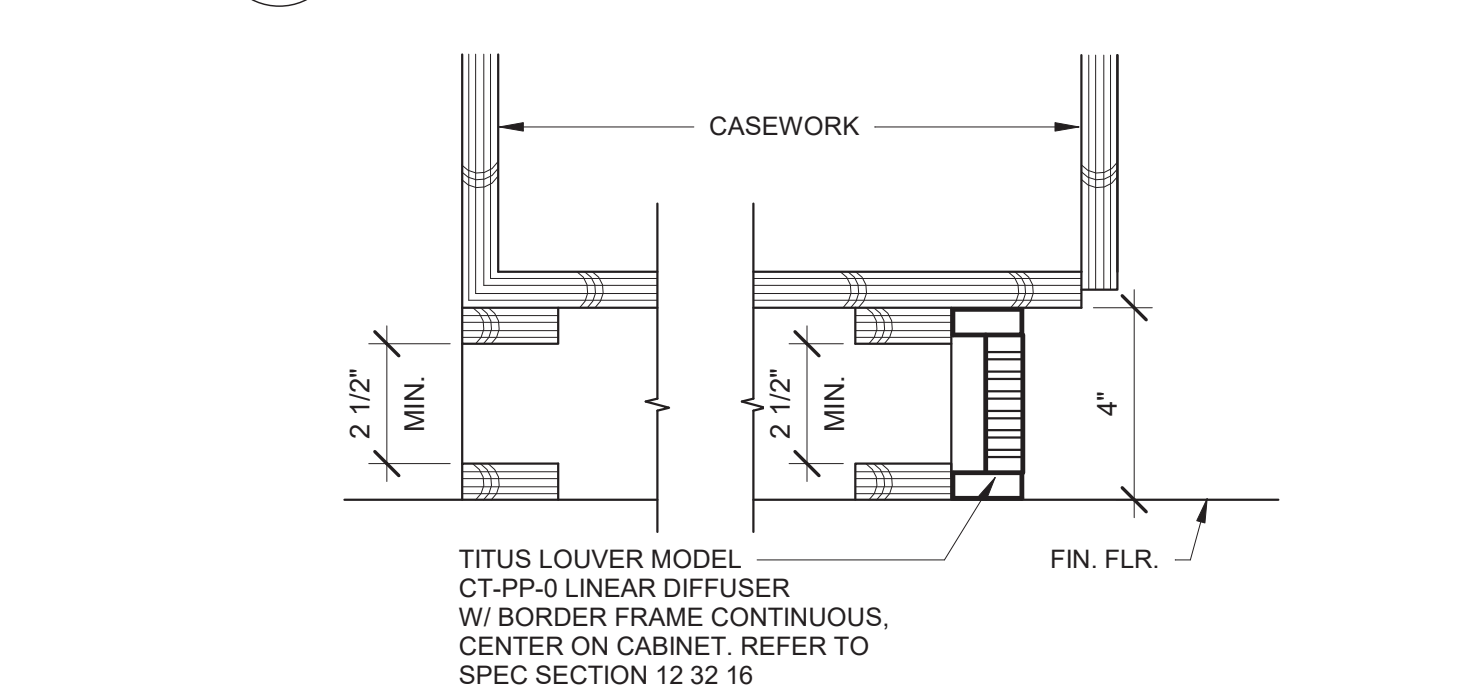 CASEWORK
2 1/2"
MIN.
2 1/2"
MIN.
4"
TITUS LOUVER MODEL
CT-PP-0 LINEAR DIFFUSER
W/ BORDER FRAME CONTINUOUS,
CENTER ON CABINET. REFER TO
SPEC SECTION 12 32 16
FIN. FLR.